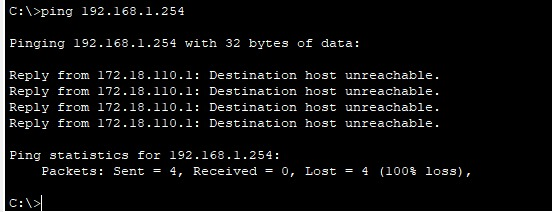 C:\>ping 192.168.1.254
Pinging 192.168.1.254 with 32 bytes of data:
Reply from 172.18.110.1: Destination host unreachable.
Reply from 172.18.110.1: Destination host unreachable.
Reply from 172.18.110.1: Destination host unreachable.
Reply from 172.18.110.1: Destination host unreachable.
Ping statistics for 192.168.1.254:
    Packets: Sent = 4, Received = 0, Lost = 4 (100% loss),
C:\>